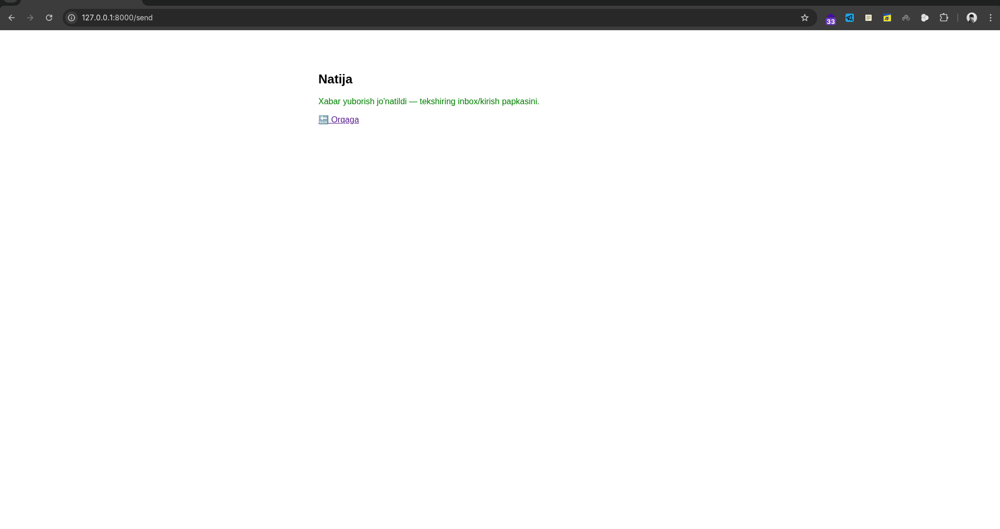 127.0.0.1:8000/send
33
Natija
Xabar yuborish jo'natildi — tekshiring inbox/kirish papkasini.
🔙 Orqaga